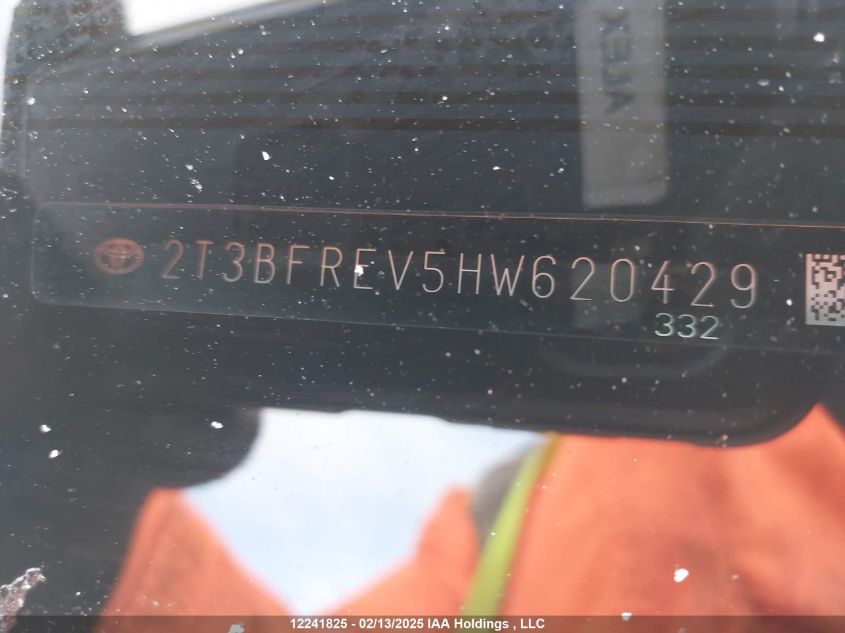 2T3BFREV5HW620429
332
12241825 - 02/13/2025 IAA Holdings , LLC